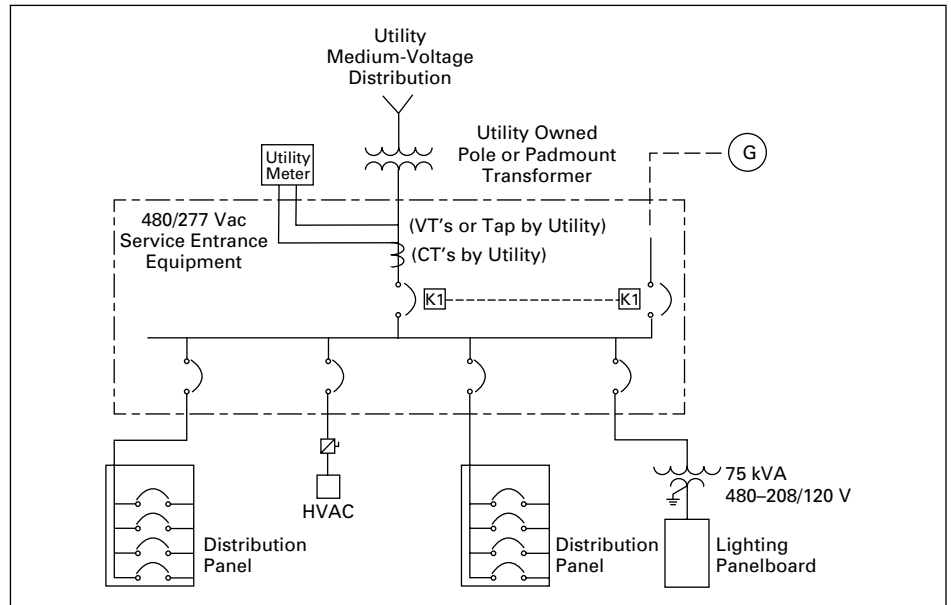 Utility
Medium-Voltage
Distribution
Utility Owned
Pole or Padmount
Transformer
G
Utility
Meter
480/277 Vac
Service Entrance
Equipment
(VT's or Tap by Utility)
(CT's by Utility)
K1
K1
HVAC
75 kVA
480–208/120 V
Distribution
Panel
Distribution
Panel
Lighting
Panelboard